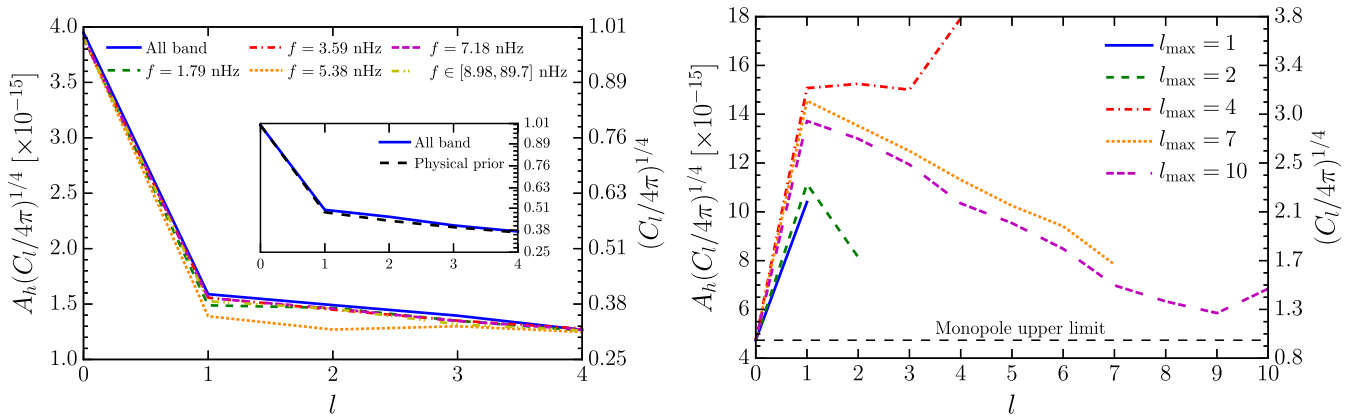 4.0
3.5
3.0
2.5
2.0
1.5
1.0
A_h(C_l/4π)^{1/4} [×10^{-15}]
All band
f = 1.79 nHz
f = 3.59 nHz
f = 5.38 nHz
f = 7.18 nHz
f ∈ [8.98, 89.7] nHz
1.01
0.89
0.76
0.63
0.51
0.38
0.25
(C_l/4π)^{1/4}
All band
Physical prior
1.01
0.89
0.76
0.63
0.51
0.38
0.25
0 1 2 3 4
0 1 2 3 4
l
18
16
14
12
10
8
6
4
A_h(C_l/4π)^{1/4} [×10^{-15}]
l_max = 1
l_max = 2
l_max = 4
l_max = 7
l_max = 10
Monopole upper limit
3.8
3.4
3.0
2.5
2.1
1.7
1.3
0.8
(C_l/4π)^{1/4}
0 1 2 3 4 5 6 7 8 9 10
l